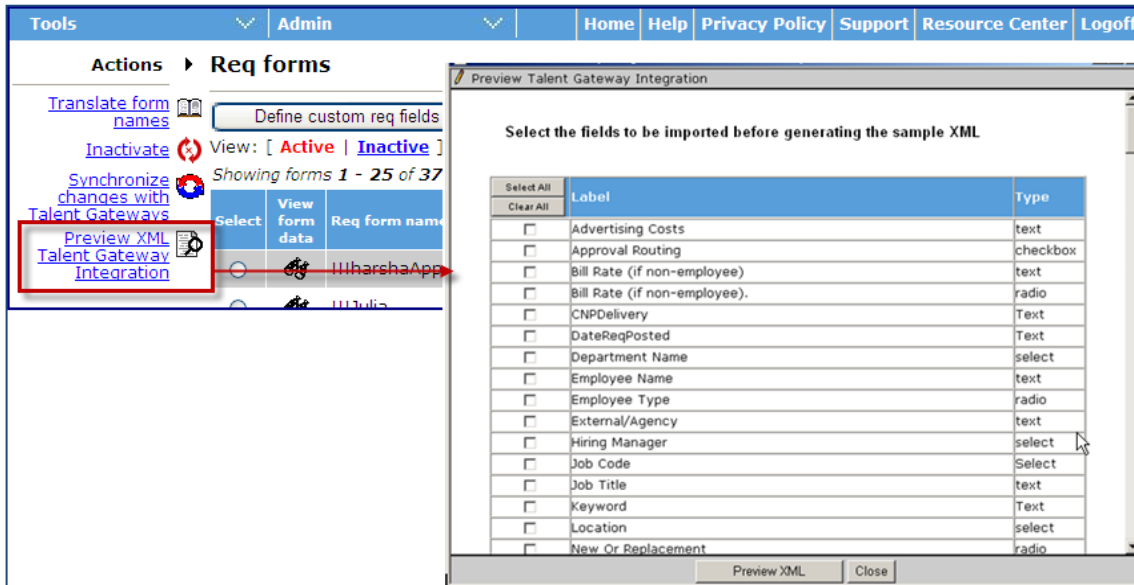 Tools Admin Home Help Privacy Policy Support Resource Center Logoff
Actions Req forms
Translate form
names
Inactivate
Synchronize
changes with
Talent Gateways
Preview XML
Talent Gateway
Integration
Define custom req fields
View: [ Active | Inactive ]
Showing forms 1 - 25 of 37
Select View form data Req form name
!!!harshaApp
!!!Julia
Preview Talent Gateway Integration
Select the fields to be imported before generating the sample XML
Select All
Clear All
Label Type
Advertising Costs text
Approval Routing checkbox
Bill Rate (if non-employee) text
Bill Rate (if non-employee). radio
CNPDelivery Text
DateReqPosted Text
Department Name select
Employee Name text
Employee Type radio
External/Agency text
Hiring Manager select
Job Code Select
Job Title text
Keyword Text
Location select
New Or Replacement radio
Preview XML Close